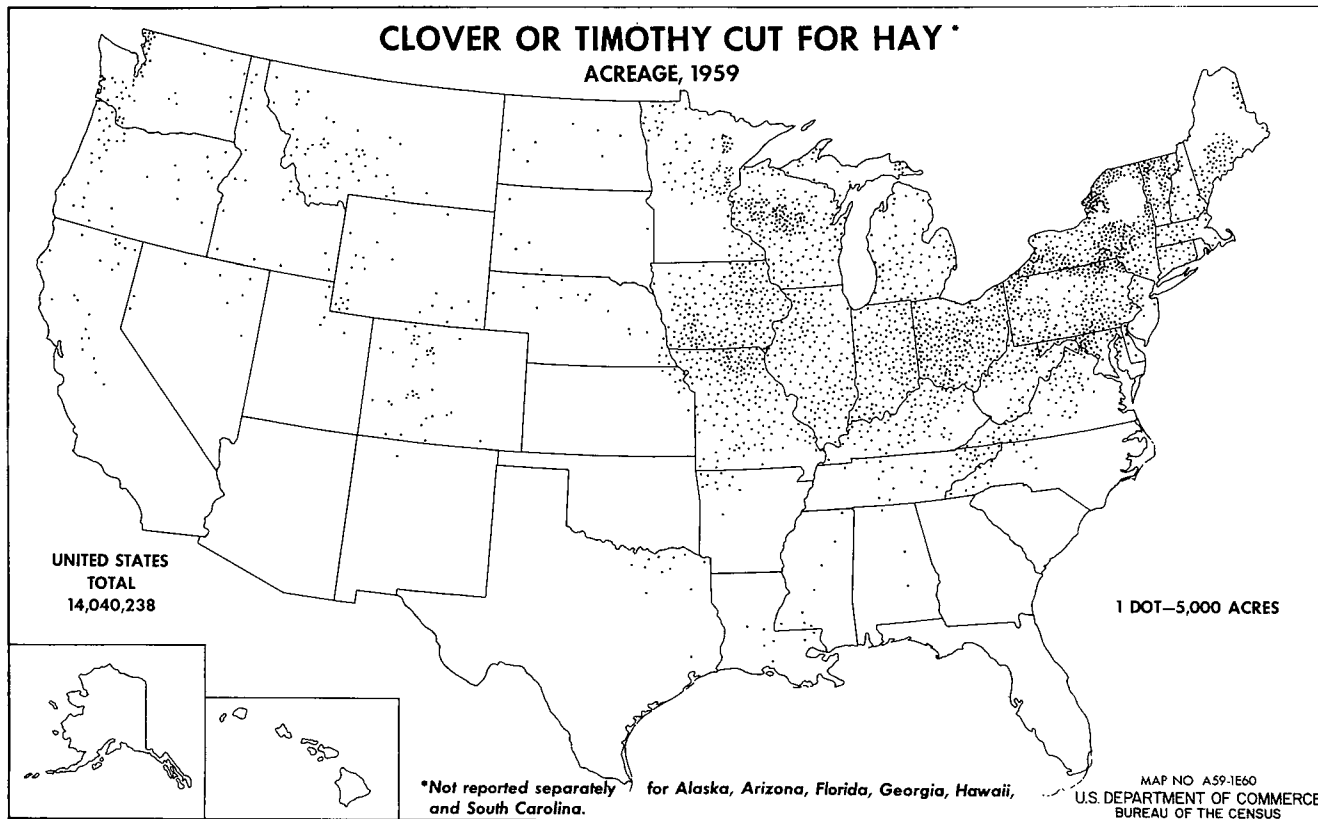 CLOVER OR TIMOTHY CUT FOR HAY*
ACREAGE, 1959
UNITED STATES
TOTAL
14,040,238
1 DOT—5,000 ACRES
*Not reported separately for Alaska, Arizona, Florida, Georgia, Hawaii,
and South Carolina.
MAP NO A59-1E60
U.S. DEPARTMENT OF COMMERCE
BUREAU OF THE CENSUS